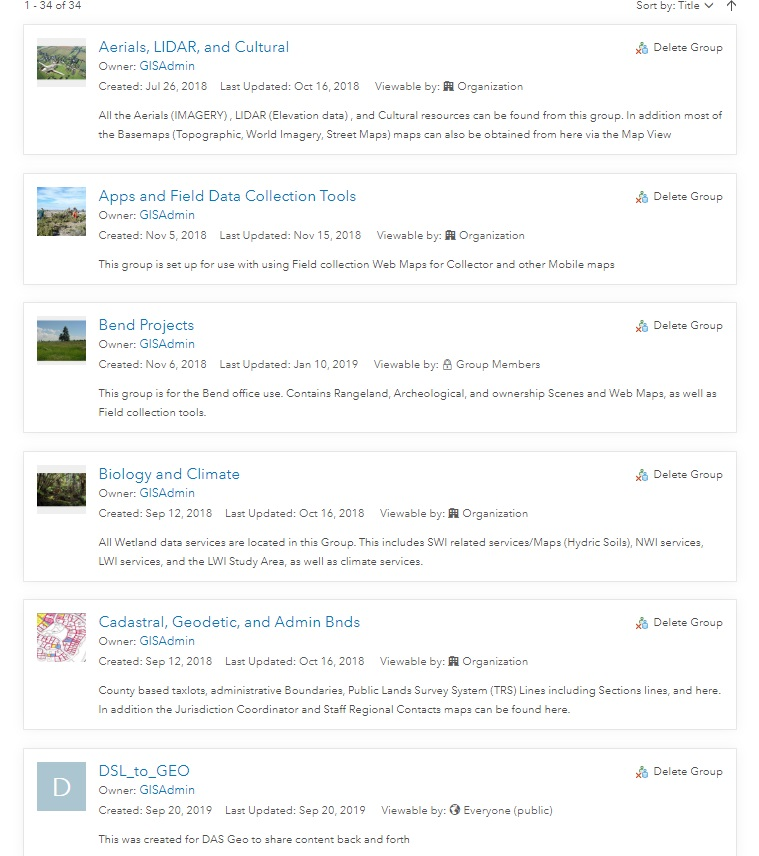 1 - 34 of 34
Sort by: Title
Aerials, LIDAR, and Cultural
Delete Group
Owner: GISAdmin
Created: Jul 26, 2018 Last Updated: Oct 16, 2018 Viewable by: Organization
All the Aerials (IMAGERY) , LIDAR (Elevation data) , and Cultural resources can be found from this group. In addition most of
the Basemaps (Topographic, World Imagery, Street Maps) maps can also be obtained from here via the Map View
Apps and Field Data Collection Tools
Delete Group
Owner: GISAdmin
Created: Nov 5, 2018 Last Updated: Nov 15, 2018 Viewable by: Organization
This group is set up for use with using Field collection Web Maps for Collector and other Mobile maps
Bend Projects
Delete Group
Owner: GISAdmin
Created: Nov 6, 2018 Last Updated: Jan 10, 2019 Viewable by: Group Members
This group is for the Bend office use. Contains Rangeland, Archeological, and ownership Scenes and Web Maps, as well as
Field collection tools.
Biology and Climate
Delete Group
Owner: GISAdmin
Created: Sep 12, 2018 Last Updated: Oct 16, 2018 Viewable by: Organization
All Wetland data services are located in this Group. This includes SWI related services/Maps (Hydric Soils), NWI services,
LWI services, and the LWI Study Area, as well as climate services.
Cadastral, Geodetic, and Admin Bnds
Delete Group
Owner: GISAdmin
Created: Sep 12, 2018 Last Updated: Oct 16, 2018 Viewable by: Organization
County based taxlots, administrative Boundaries, Public Lands Survey System (TRS) Lines including Sections lines, and here.
In addition the Jurisdiction Coordinator and Staff Regional Contacts maps can be found here.
D
DSL_to_GEO
Delete Group
Owner: GISAdmin
Created: Sep 20, 2019 Last Updated: Sep 20, 2019 Viewable by: Everyone (public)
This was created for DAS Geo to share content back and forth